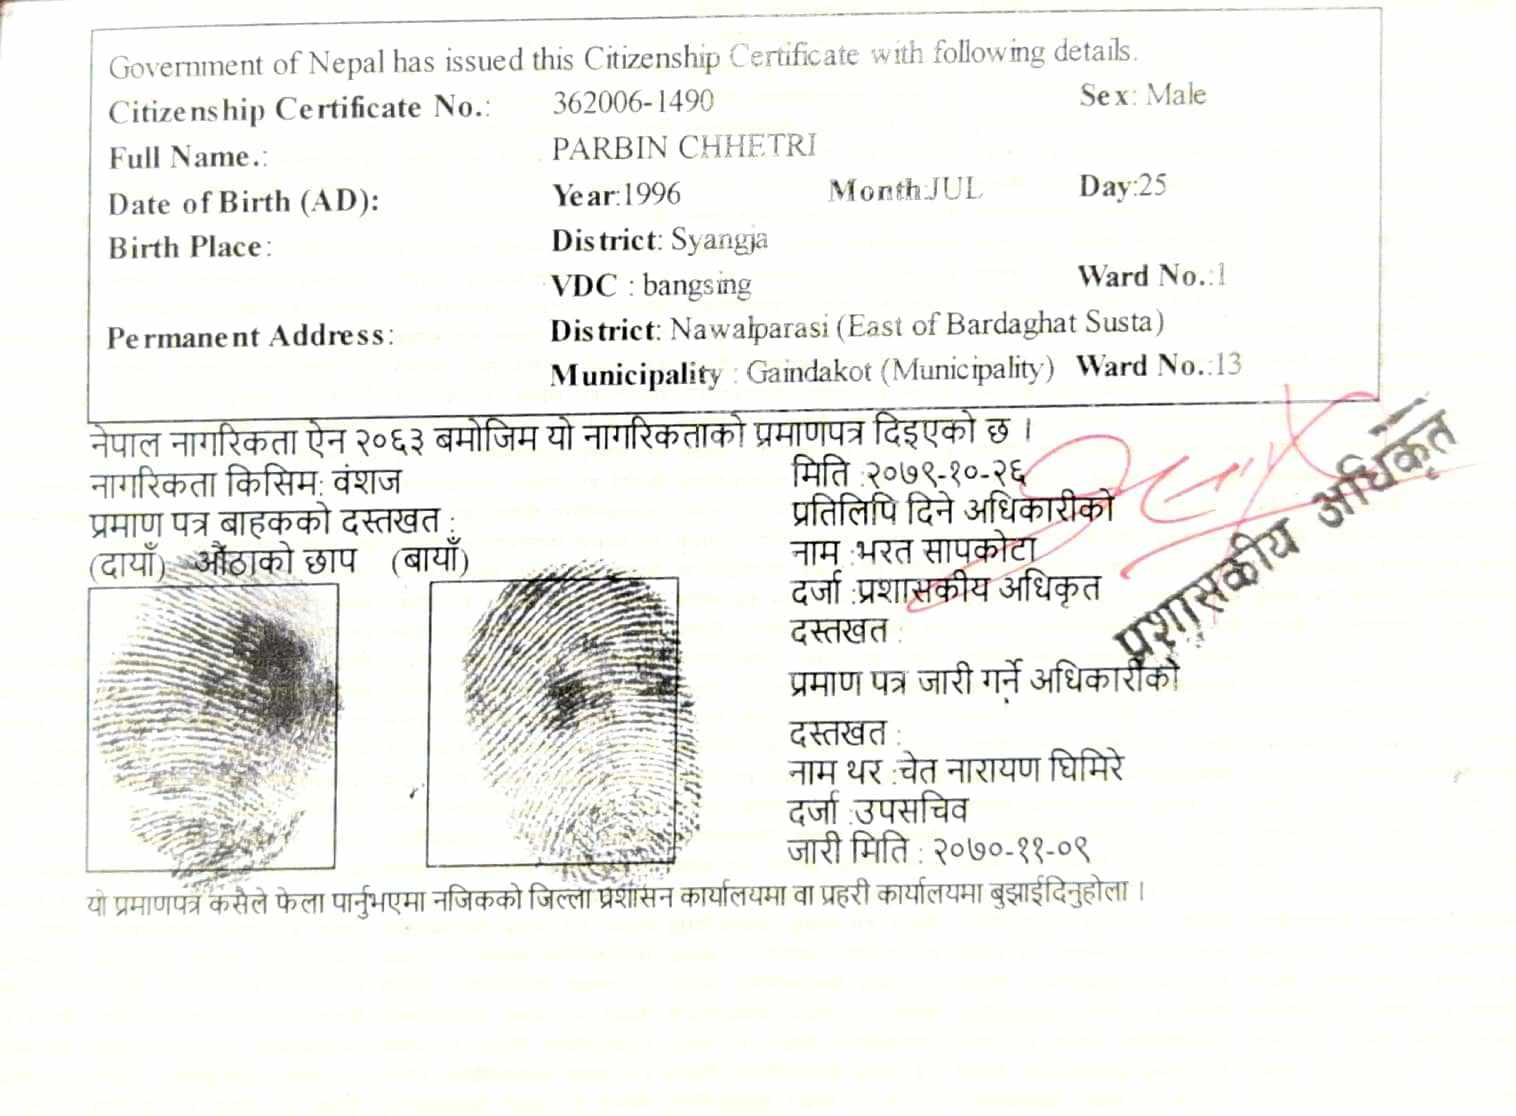 Government of Nepal has issued this Citizenship Certificate with following details.
Citizenship Certificate No.: 362006-1490 Sex: Male
Full Name.: PARBIN CHHETRI
Date of Birth (AD): Year:1996 Month:JUL Day:25
Birth Place: District: Syangja
VDC : bangsing Ward No.:1
Permanent Address: District: Nawalparasi (East of Bardaghat Susta)
Municipality : Gaindakot (Municipality) Ward No.:13
नेपाल नागरिकता ऐन २०६३ बमोजिम यो नागरिकताको प्रमाणपत्र दिइएको छ ।
नागरिकता किसिम: वंशज
प्रमाण पत्र बाहकको दस्तखत :
(दायाँ) औंठाको छाप (बायाँ)
मिति :२०७९-१०-२६
प्रतिलिपि दिने अधिकारीको
नाम :भरत सापकोटा
दर्जा :प्रशासकीय अधिकृत
दस्तखत :
प्रशासकीय अधिकृत
प्रमाण पत्र जारी गर्ने अधिकारीको
दस्तखत :
नाम थर :चेत नारायण घिमिरे
दर्जा :उपसचिव
जारी मिति : २०७०-११-०९
यो प्रमाणपत्र कसैले फेला पार्नुभएमा नजिकको जिल्ला प्रशासन कार्यालयमा वा प्रहरी कार्यालयमा बुझाईदिनुहोला ।